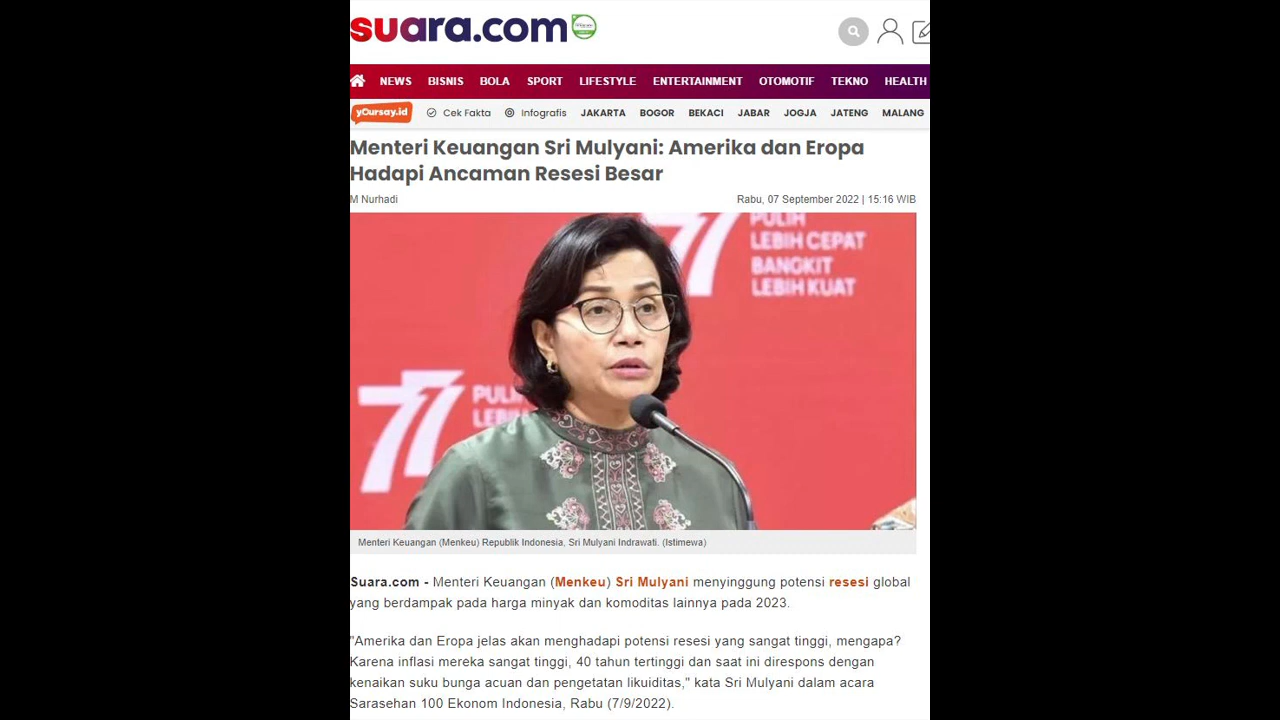 suara.com
NEWS BISNIS BOLA SPORT LIFESTYLE ENTERTAINMENT OTOMOTIF TEKNO HEALTH
yOursay.id Cek Fakta Infografis JAKARTA BOGOR BEKACI JABAR JOGJA JATENG MALANG
Menteri Keuangan Sri Mulyani: Amerika dan Eropa
Hadapi Ancaman Resesi Besar
M Nurhadi
Rabu, 07 September 2022 | 15:16 WIB
77 PULIH
LEBIH CEPAT
BANGKIT
LEBIH KUAT
77
Menteri Keuangan (Menkeu) Republik Indonesia, Sri Mulyani Indrawati. (Istimewa)
Suara.com - Menteri Keuangan (Menkeu) Sri Mulyani menyinggung potensi resesi global
yang berdampak pada harga minyak dan komoditas lainnya pada 2023.
"Amerika dan Eropa jelas akan menghadapi potensi resesi yang sangat tinggi, mengapa?
Karena inflasi mereka sangat tinggi, 40 tahun tertinggi dan saat ini direspons dengan
kenaikan suku bunga acuan dan pengetatan likuiditas," kata Sri Mulyani dalam acara
Sarasehan 100 Ekonom Indonesia, Rabu (7/9/2022).